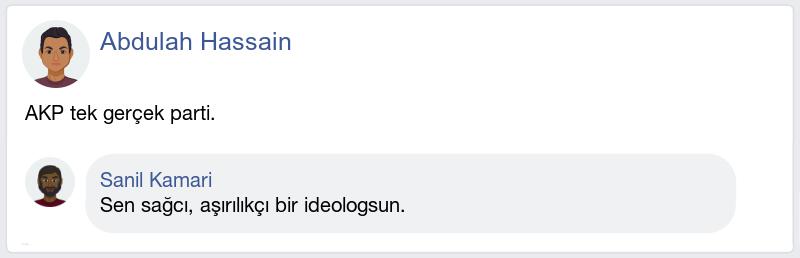 Abdulah Hassain
AKP tek gerçek parti.
Sanil Kamari
Sen sağcı, aşırılıkçı bir ideologsun.